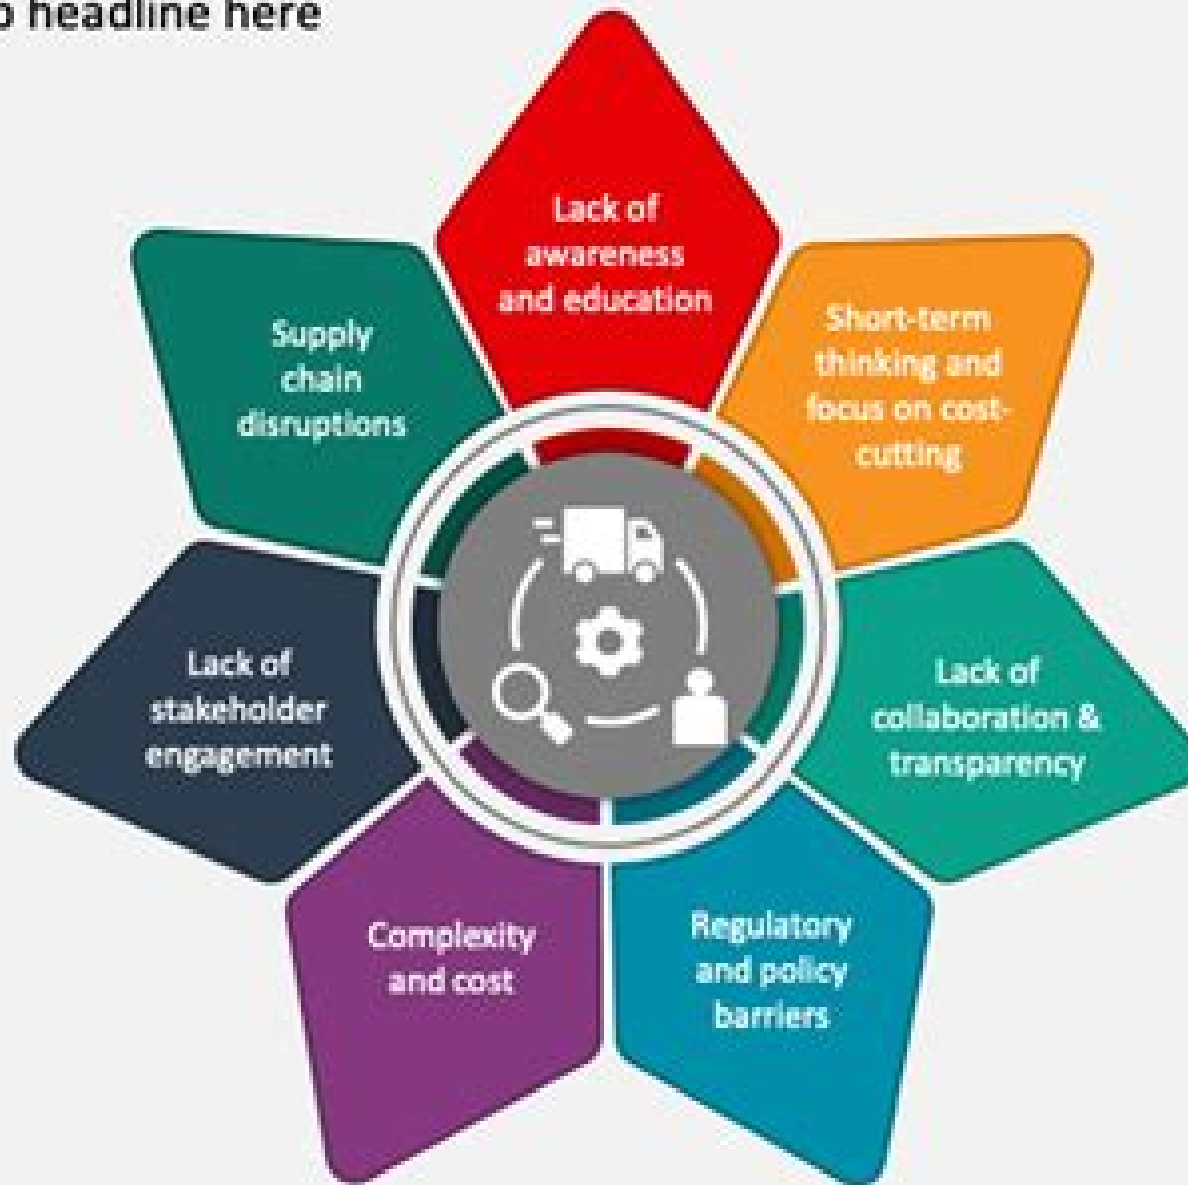 headline here
Lack of
awareness
and education
Short-term
thinking and
focus on cost-
cutting
Lack of
collaboration &
transparency
Regulatory
and policy
barriers
Complexity
and cost
Lack of
stakeholder
engagement
Supply
chain
disruptions